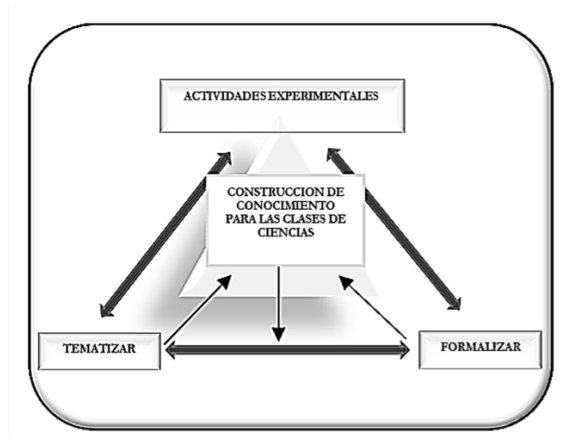 ACTIVIDADES EXPERIMENTALES
CONSTRUCCION DE
CONOCIMIENTO
PARA LAS CLASES DE
CIENCIAS
TEMATIZAR
FORMALIZAR